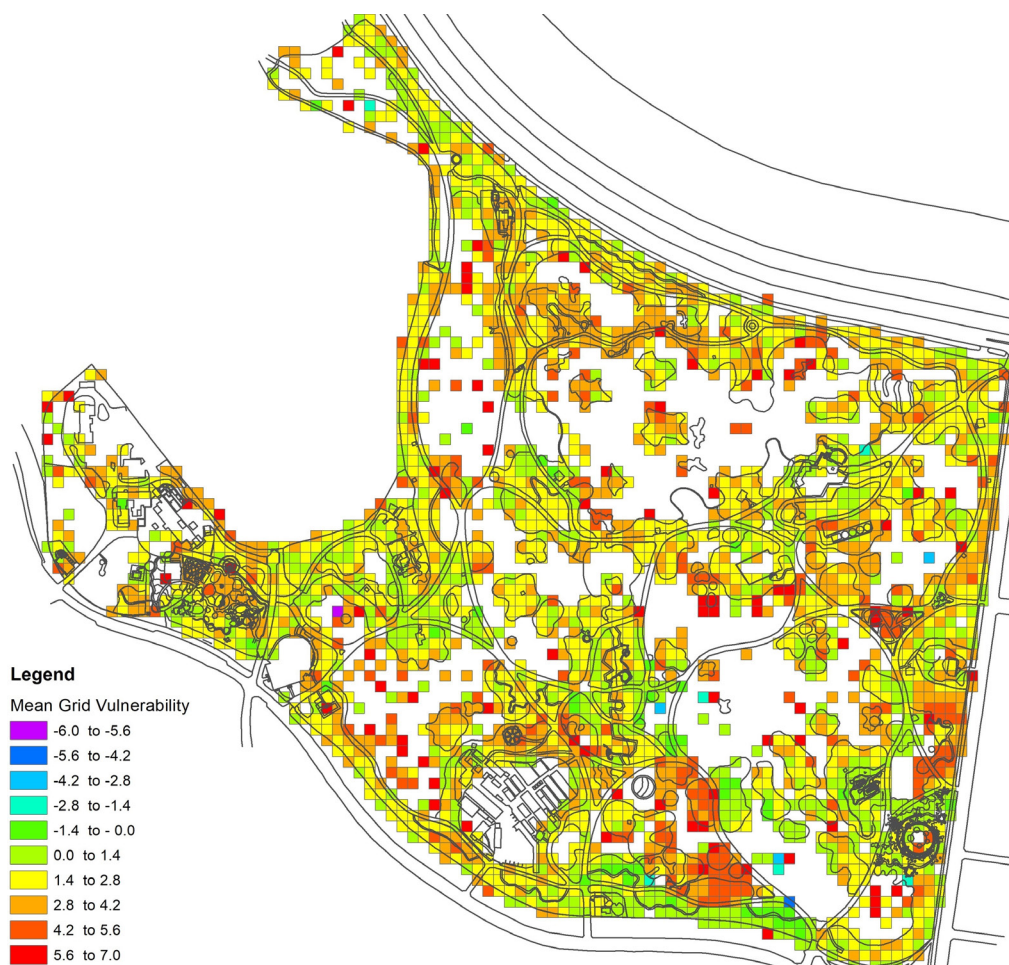 Legend
Mean Grid Vulnerability
-6.0 to -5.6
-5.6 to -4.2
-4.2 to -2.8
-2.8 to -1.4
-1.4 to - 0.0
0.0 to 1.4
1.4 to 2.8
2.8 to 4.2
4.2 to 5.6
5.6 to 7.0